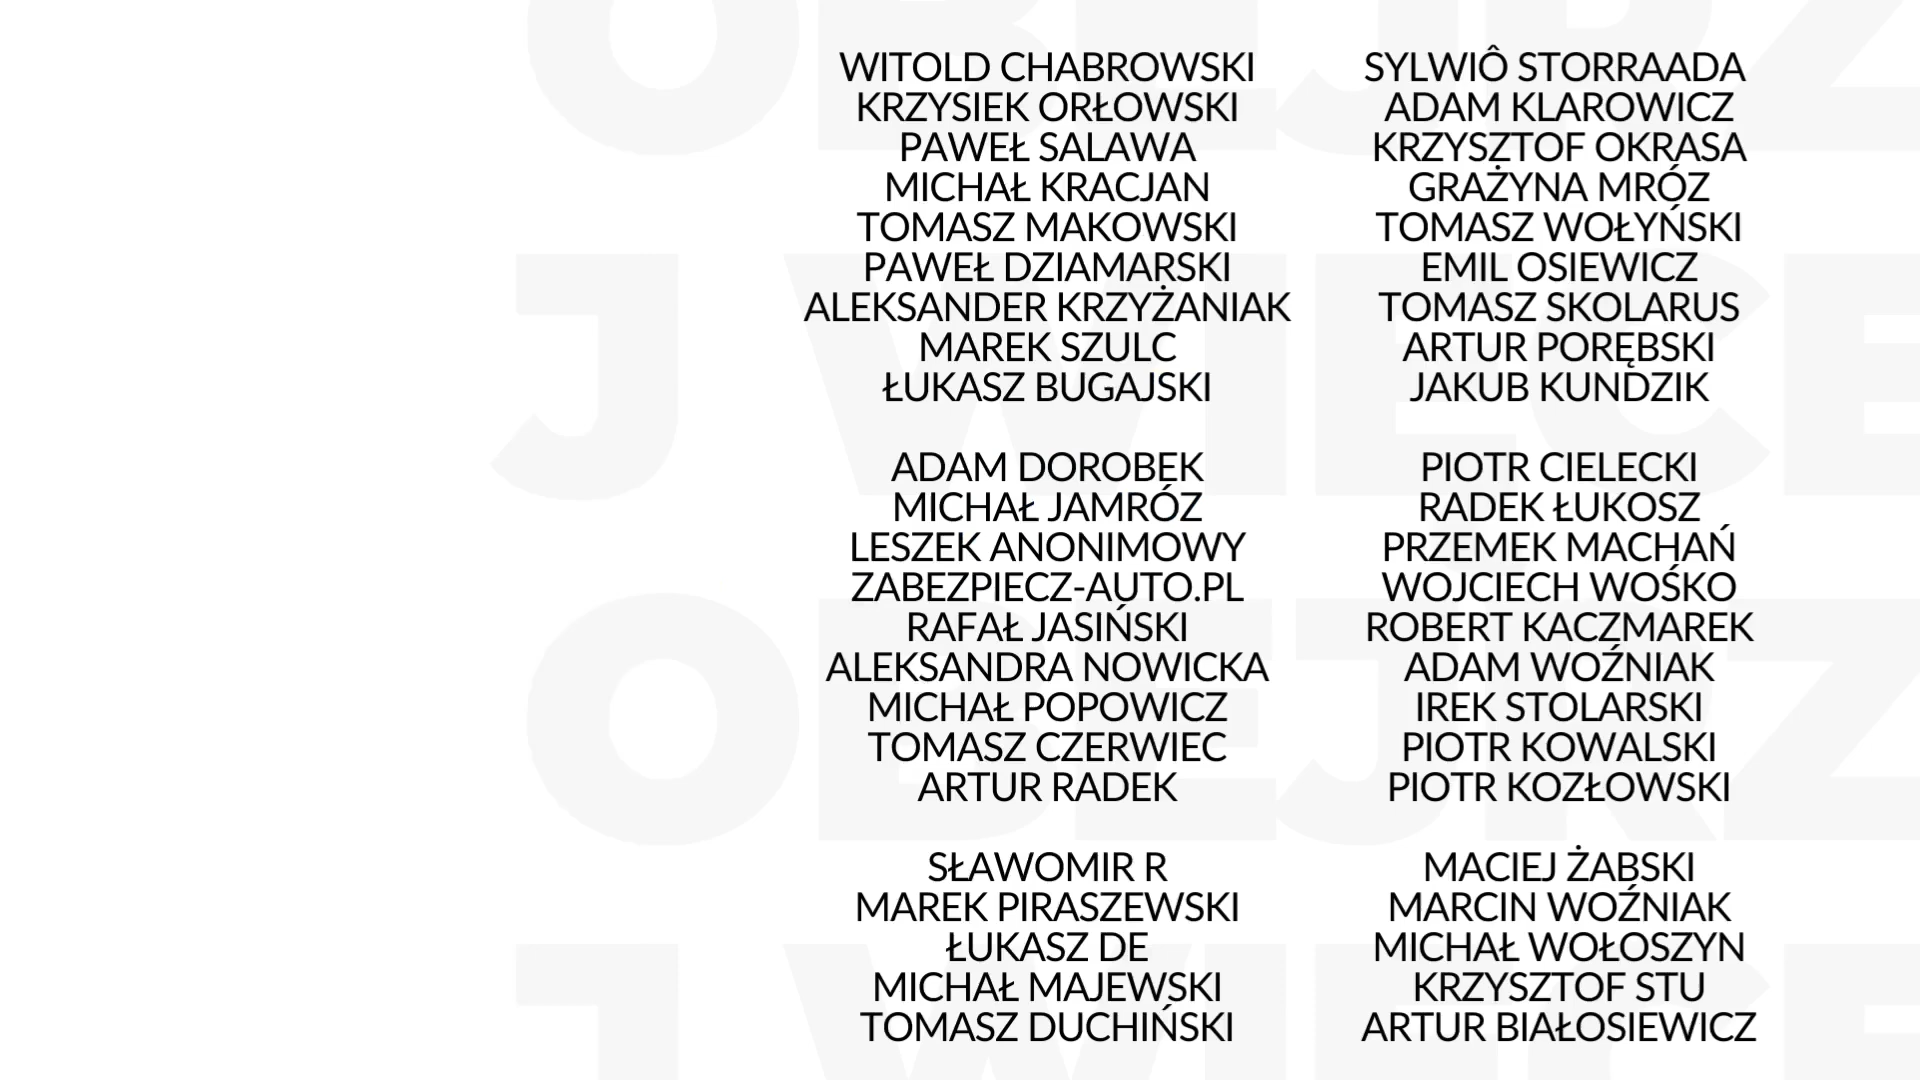 WITOLD CHABROWSKI
KRZYSIEK ORŁOWSKI
PAWEŁ SALAWA
MICHAŁ KRACJAN
TOMASZ MAKOWSKI
PAWEŁ DZIAMARSKI
ALEKSANDER KRZYŻANIAK
MAREK SZULC
ŁUKASZ BUGAJSKI
ADAM DOROBEK
MICHAŁ JAMRÓZ
LESZEK ANONIMOWY
ZABEZPIECZ-AUTO.PL
RAFAŁ JASIŃSKI
ALEKSANDRA NOWICKA
MICHAŁ POPOWICZ
TOMASZ CZERWIEC
ARTUR RADEK
SŁAWOMIR R
MAREK PIRASZEWSKI
ŁUKASZ DE
MICHAŁ MAJEWSKI
TOMASZ DUCHIŃSKI
SYLWIÔ STORRAADA
ADAM KLAROWICZ
KRZYSZTOF OKRASA
GRAŻYNA MRÓZ
TOMASZ WOŁYŃSKI
EMIL OSIEWICZ
TOMASZ SKOLARUS
ARTUR PORĘBSKI
JAKUB KUNDZIK
PIOTR CIELECKI
RADEK ŁUKOSZ
PRZEMEK MACHAŃ
WOJCIECH WOŚKO
ROBERT KACZMAREK
ADAM WOŹNIAK
IREK STOLARSKI
PIOTR KOWALSKI
PIOTR KOZŁOWSKI
MACIEJ ŻABSKI
MARCIN WOŹNIAK
MICHAŁ WOŁOSZYN
KRZYSZTOF STU
ARTUR BIAŁOSIEWICZ